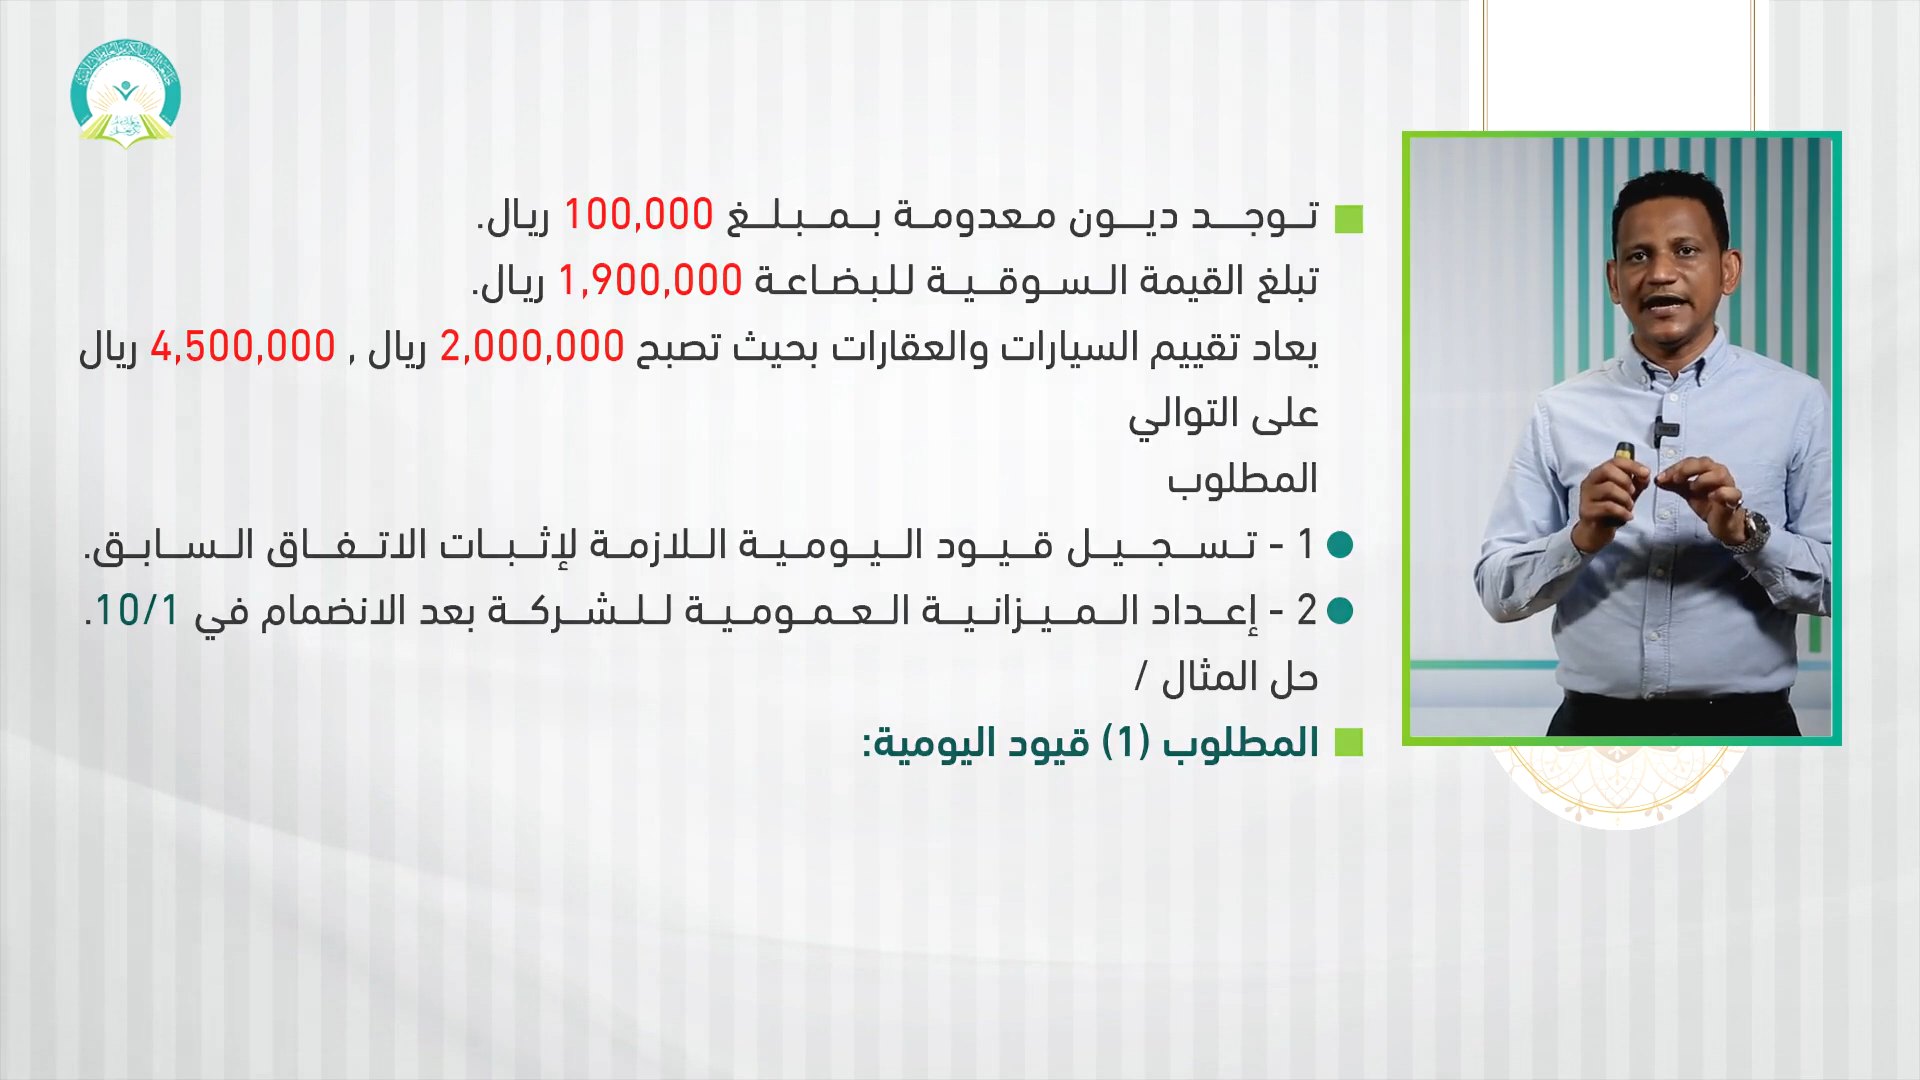 توجد ديون معدومة بمبلغ 100,000 ريال.
تبلغ القيمة السوقية للبضاعة 1,900,000 ريال.
يعاد تقييم السيارات والعقارات بحيث تصبح 2,000,000 ريال , 4,500,000 ريال
على التوالي
المطلوب
1 - تسجيل قيود اليومية اللازمة لإثبات الاتفاق السابق.
2 - إعداد الميزانية العمومية للشركة بعد الانضمام في 10/1.
حل المثال /
المطلوب (1) قيود اليومية: